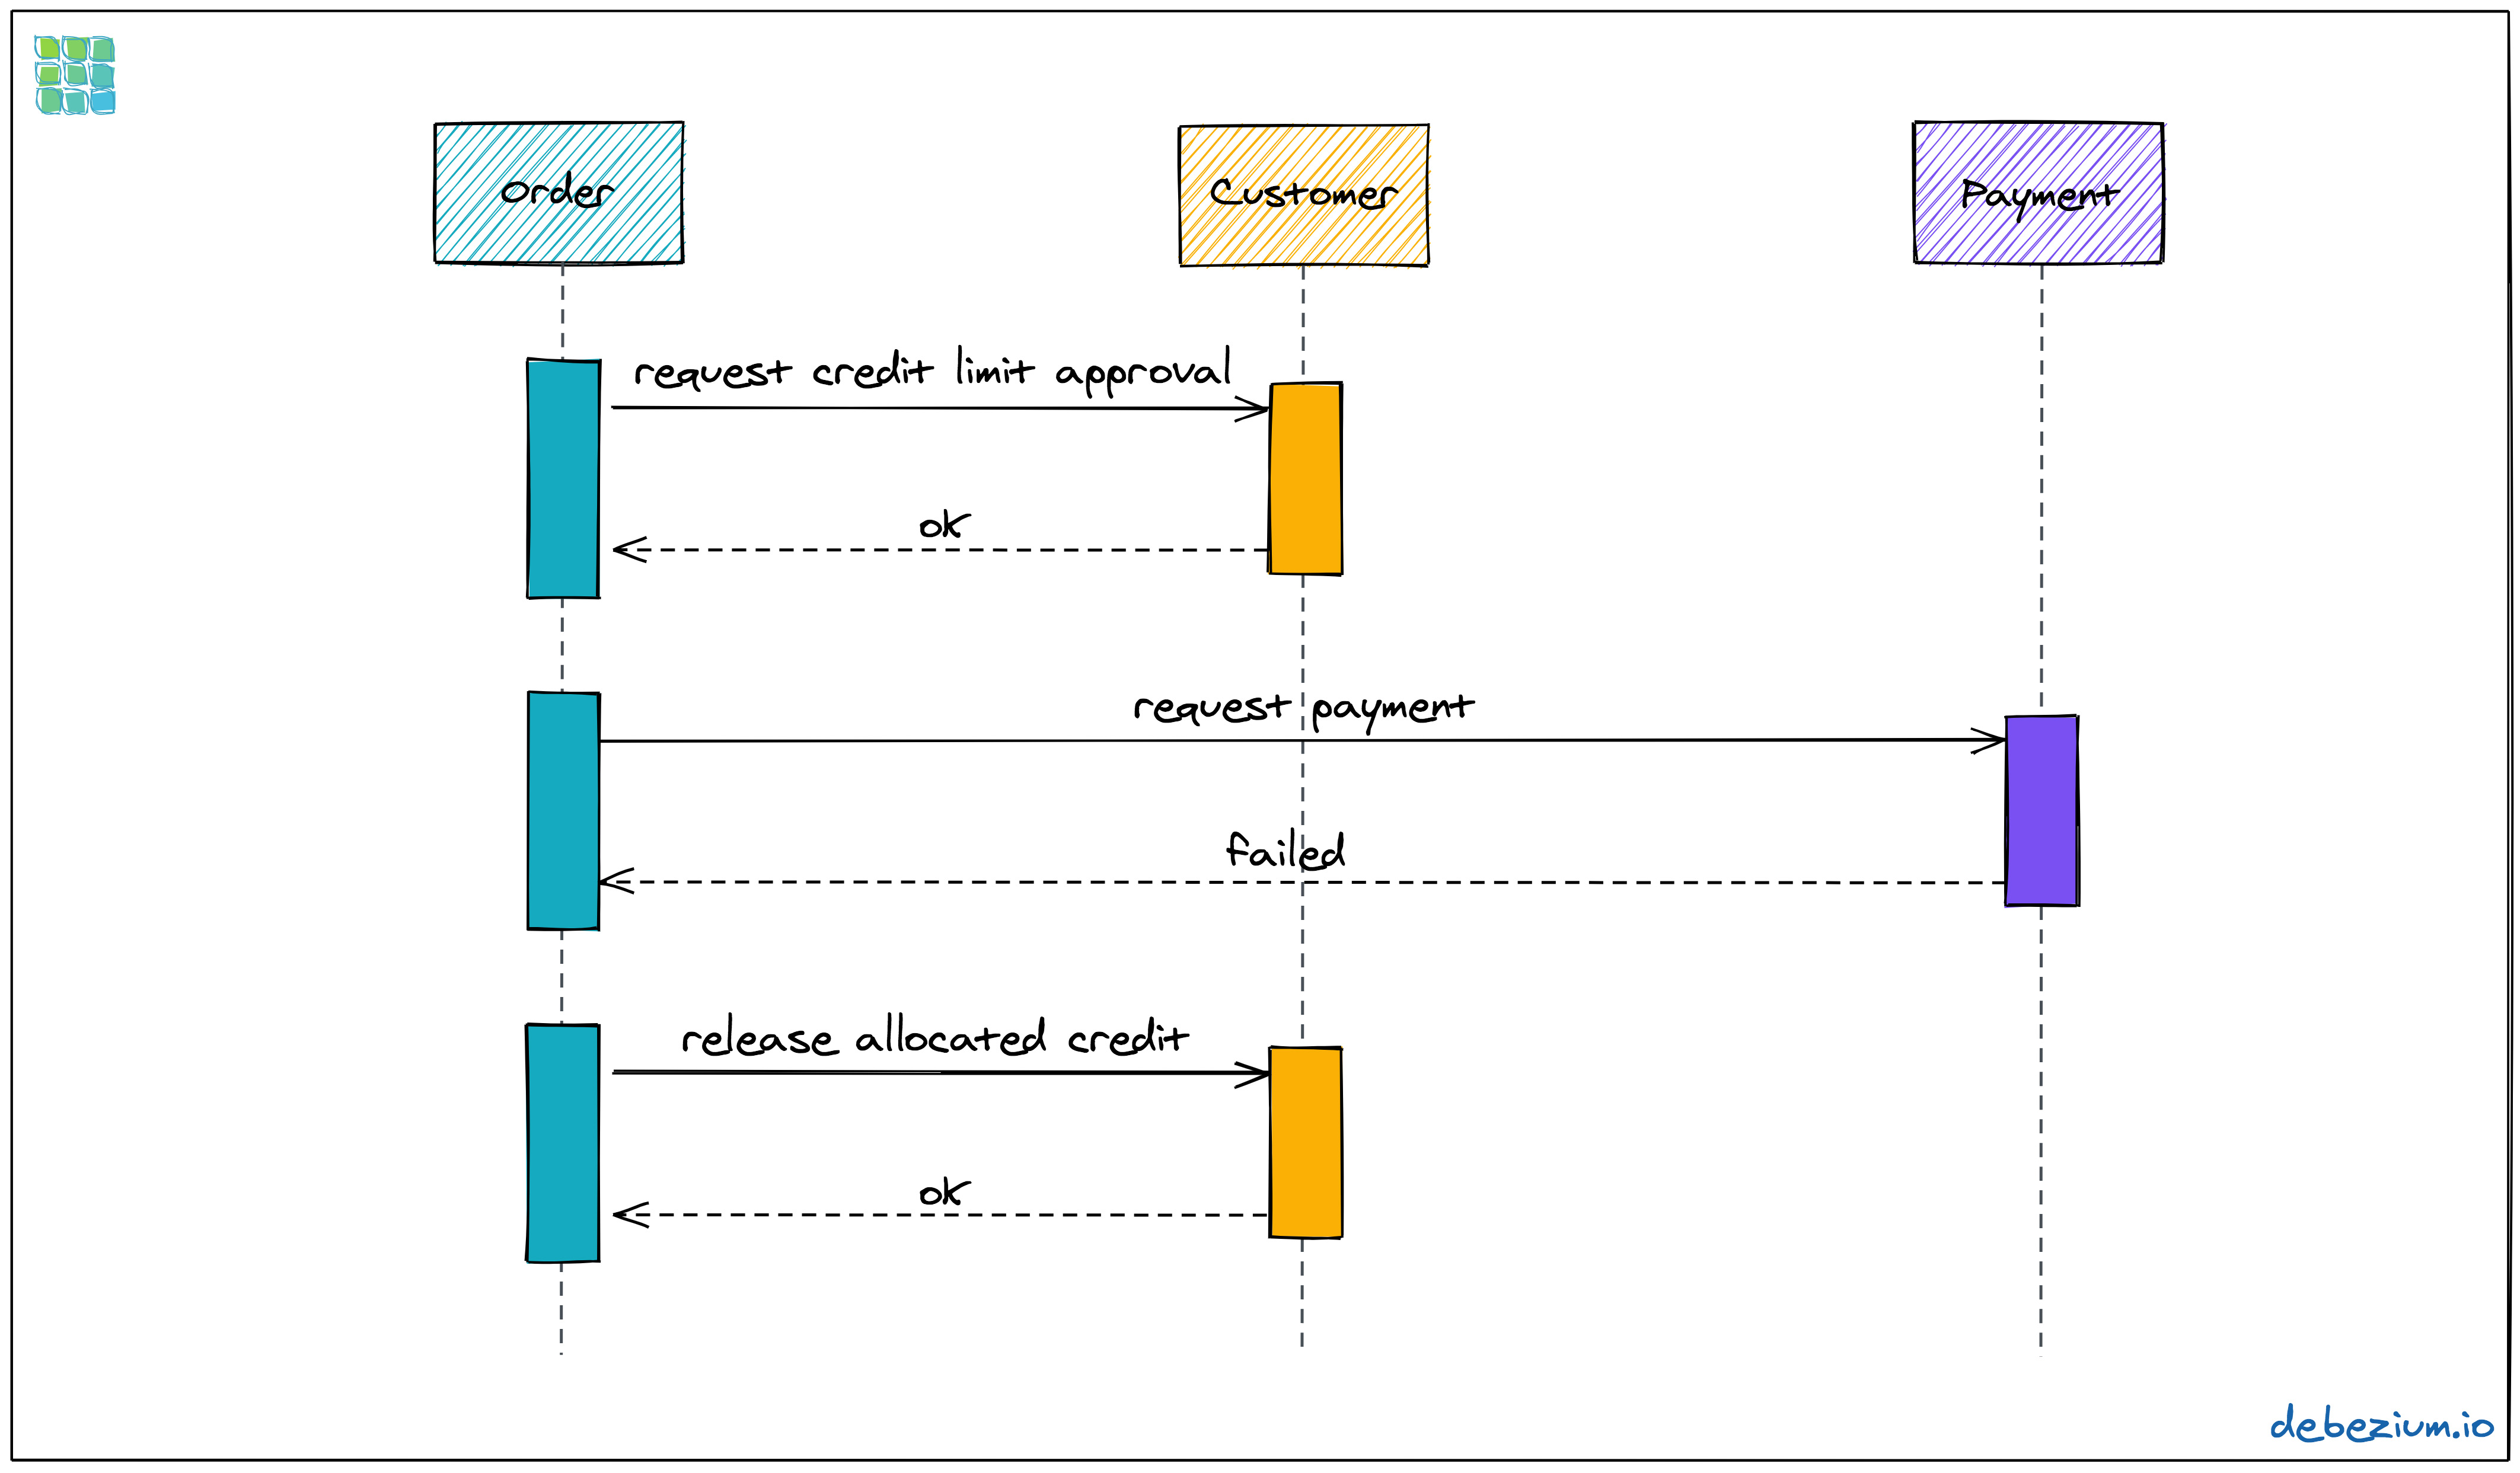 Order
Customer
Payment
request credit limit approval
ok
request payment
failed
release allocated credit
ok
debezium.io